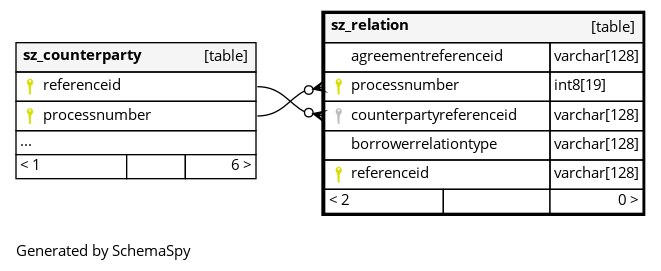 sz_counterparty [table]
referenceid
processnumber
...
< 1 6 >
sz_relation [table]
agreementreferenceid varchar[128]
processnumber int8[19]
counterpartyreferenceid varchar[128]
borrowerrelationtype varchar[128]
referenceid varchar[128]
< 2 0 >
Generated by SchemaSpy